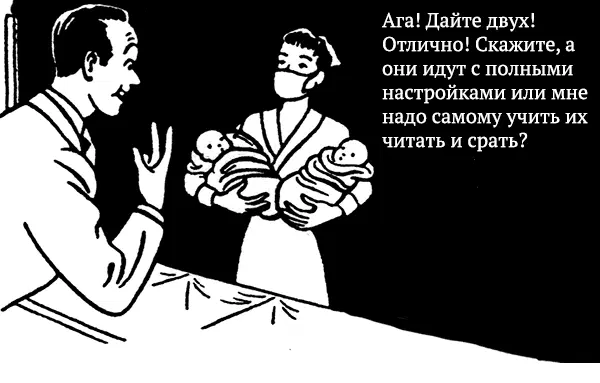 Ага! Дайте двух!
Отлично! Скажите, а
они идут с полными
настройками или мне
надо самому учить их
читать и срать?